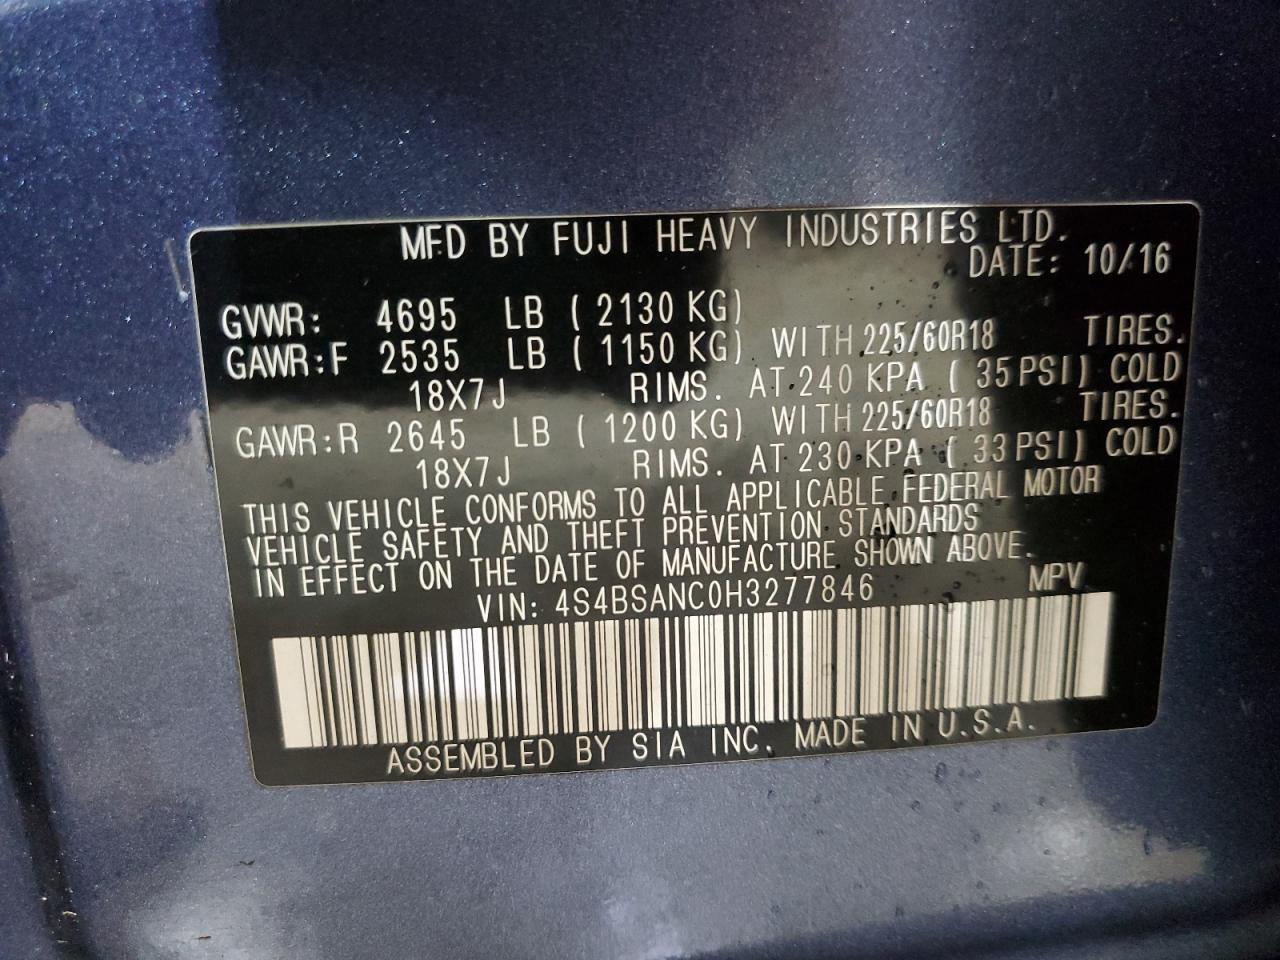 MFD BY FUJI HEAVY INDUSTRIES LTD.
DATE: 10/16
GVWR: 4695 LB ( 2130 KG)
GAWR:F 2535 LB ( 1150 KG) WITH 225/60R18 TIRES.
18X7J RIMS. AT 240 KPA ( 35 PSI) COLD
GAWR:R 2645 LB ( 1200 KG) WITH 225/60R18 TIRES.
18X7J RIMS. AT 230 KPA ( 33 PSI) COLD
THIS VEHICLE CONFORMS TO ALL APPLICABLE FEDERAL MOTOR
VEHICLE SAFETY AND THEFT PREVENTION STANDARDS
IN EFFECT ON THE DATE OF MANUFACTURE SHOWN ABOVE.
VIN: 4S4BSANC0H3277846 MPV
ASSEMBLED BY SIA INC. MADE IN U.S.A.